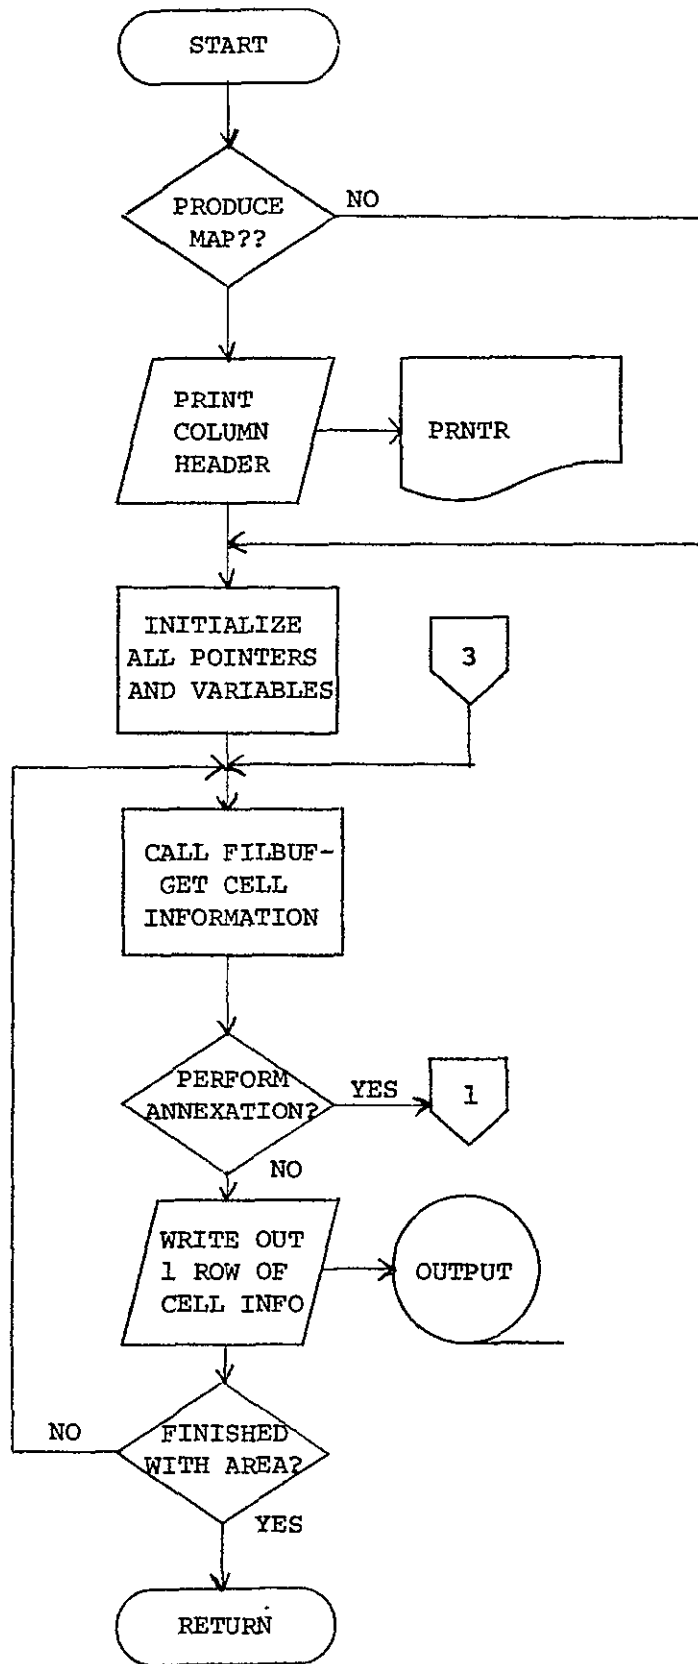 START
PRODUCE
MAP??
NO
PRINT
COLUMN
HEADER
PRNTR
INITIALIZE
ALL POINTERS
AND VARIABLES
3
CALL FILBUF-
GET CELL
INFORMATION
PERFORM
ANNEXATION?
YES
1
NO
WRITE OUT
1 ROW OF
CELL INFO
OUTPUT
NO
FINISHED
WITH AREA?
YES
RETURN